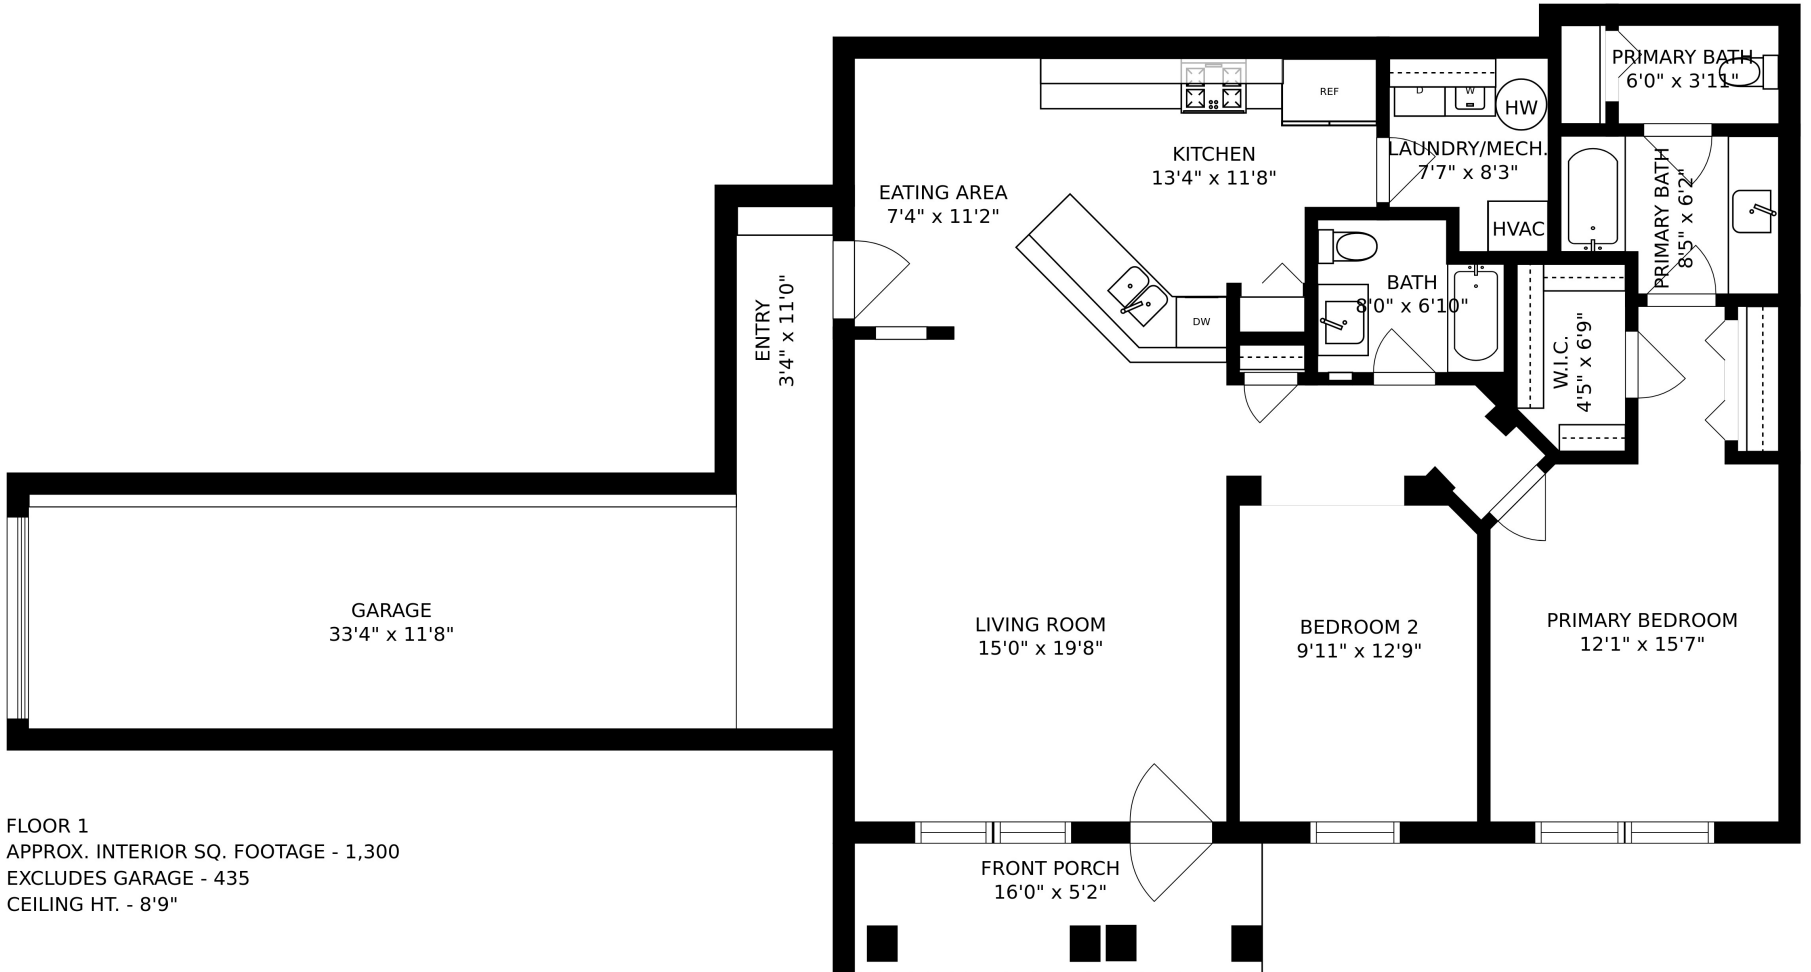 PRIMARY BATH
6'0" x 3'11"
REF
D
W
HW
KITCHEN
13'4" x 11'8"
LAUNDRY/MECH.
7'7" x 8'3"
EATING AREA
7'4" x 11'2"
PRIMARY BATH
8'5" x 6'2"
HVAC
BATH
8'0" x 6'10"
ENTRY
3'4" x 11'0"
DW
W.I.C.
4'5" x 6'9"
GARAGE
33'4" x 11'8"
LIVING ROOM
15'0" x 19'8"
BEDROOM 2
9'11" x 12'9"
PRIMARY BEDROOM
12'1" x 15'7"
FRONT PORCH
16'0" x 5'2"
FLOOR 1
APPROX. INTERIOR SQ. FOOTAGE - 1,300
EXCLUDES GARAGE - 435
CEILING HT. - 8'9"